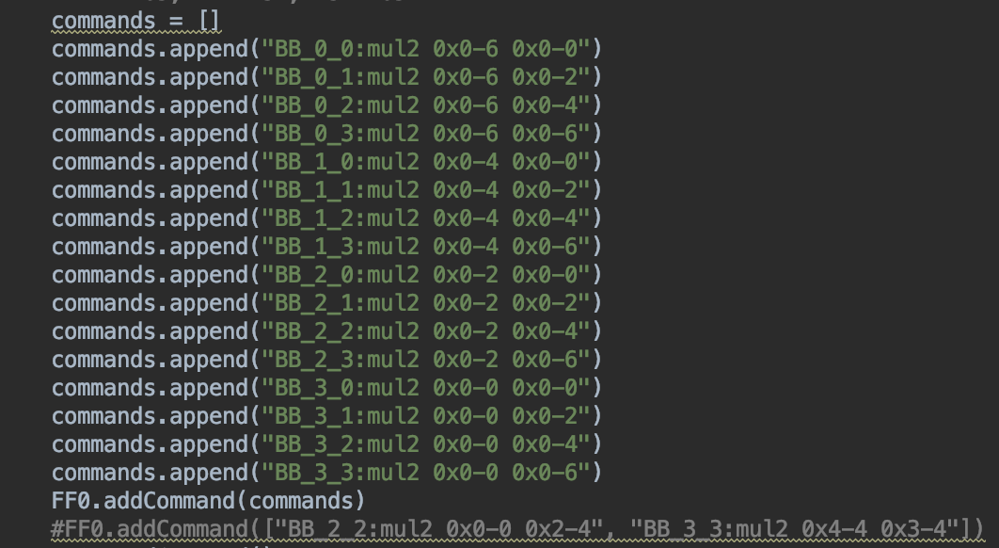 commands = []
commands.append("BB_0_0:mul2 0x0-6 0x0-0")
commands.append("BB_0_1:mul2 0x0-6 0x0-2")
commands.append("BB_0_2:mul2 0x0-6 0x0-4")
commands.append("BB_0_3:mul2 0x0-6 0x0-6")
commands.append("BB_1_0:mul2 0x0-4 0x0-0")
commands.append("BB_1_1:mul2 0x0-4 0x0-2")
commands.append("BB_1_2:mul2 0x0-4 0x0-4")
commands.append("BB_1_3:mul2 0x0-4 0x0-6")
commands.append("BB_2_0:mul2 0x0-2 0x0-0")
commands.append("BB_2_1:mul2 0x0-2 0x0-2")
commands.append("BB_2_2:mul2 0x0-2 0x0-4")
commands.append("BB_2_3:mul2 0x0-2 0x0-6")
commands.append("BB_3_0:mul2 0x0-0 0x0-0")
commands.append("BB_3_1:mul2 0x0-0 0x0-2")
commands.append("BB_3_2:mul2 0x0-0 0x0-4")
commands.append("BB_3_3:mul2 0x0-0 0x0-6")
FF0.addCommand(commands)
#FF0.addCommand(["BB_2_2:mul2 0x0-0 0x2-4", "BB_3_3:mul2 0x4-4 0x3-4"])